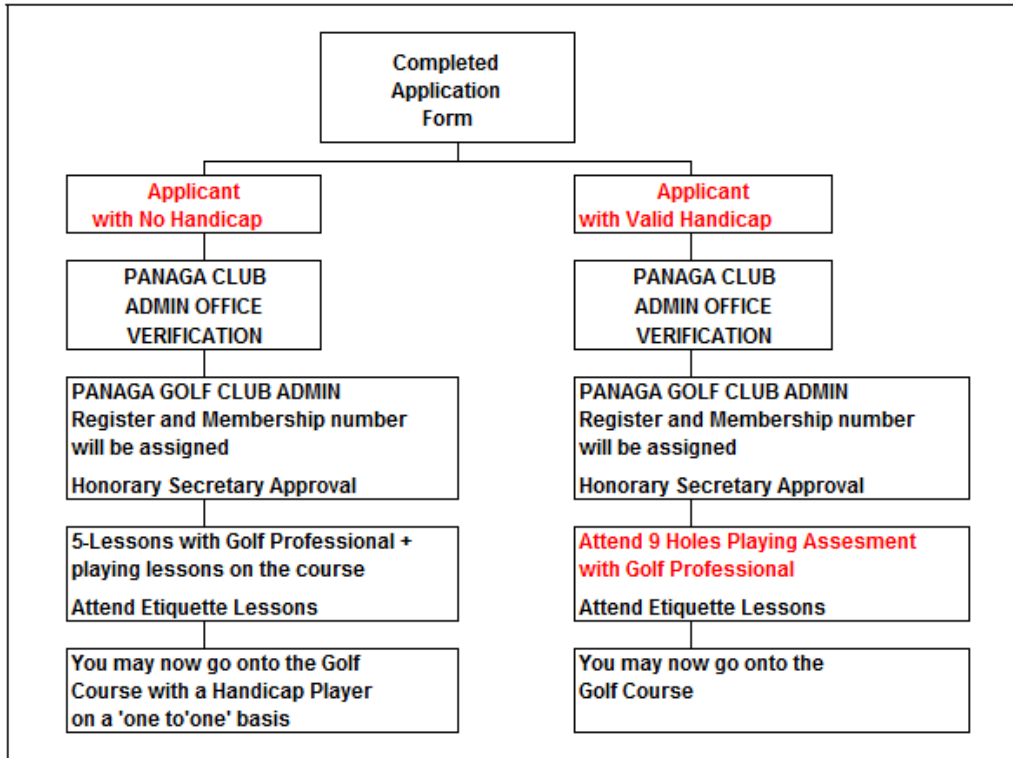 Completed
Application
Form
Applicant
with No Handicap
PANAGA CLUB
ADMIN OFFICE
VERIFICATION
PANAGA GOLF CLUB ADMIN
Register and Membership number
will be assigned
Honorary Secretary Approval
5-Lessons with Golf Professional +
playing lessons on the course
Attend Etiquette Lessons
You may now go onto the Golf
Course with a Handicap Player
on a 'one to'one' basis
Applicant
with Valid Handicap
PANAGA CLUB
ADMIN OFFICE
VERIFICATION
PANAGA GOLF CLUB ADMIN
Register and Membership number
will be assigned
Honorary Secretary Approval
Attend 9 Holes Playing Assesment
with Golf Professional
Attend Etiquette Lessons
You may now go onto the
Golf Course